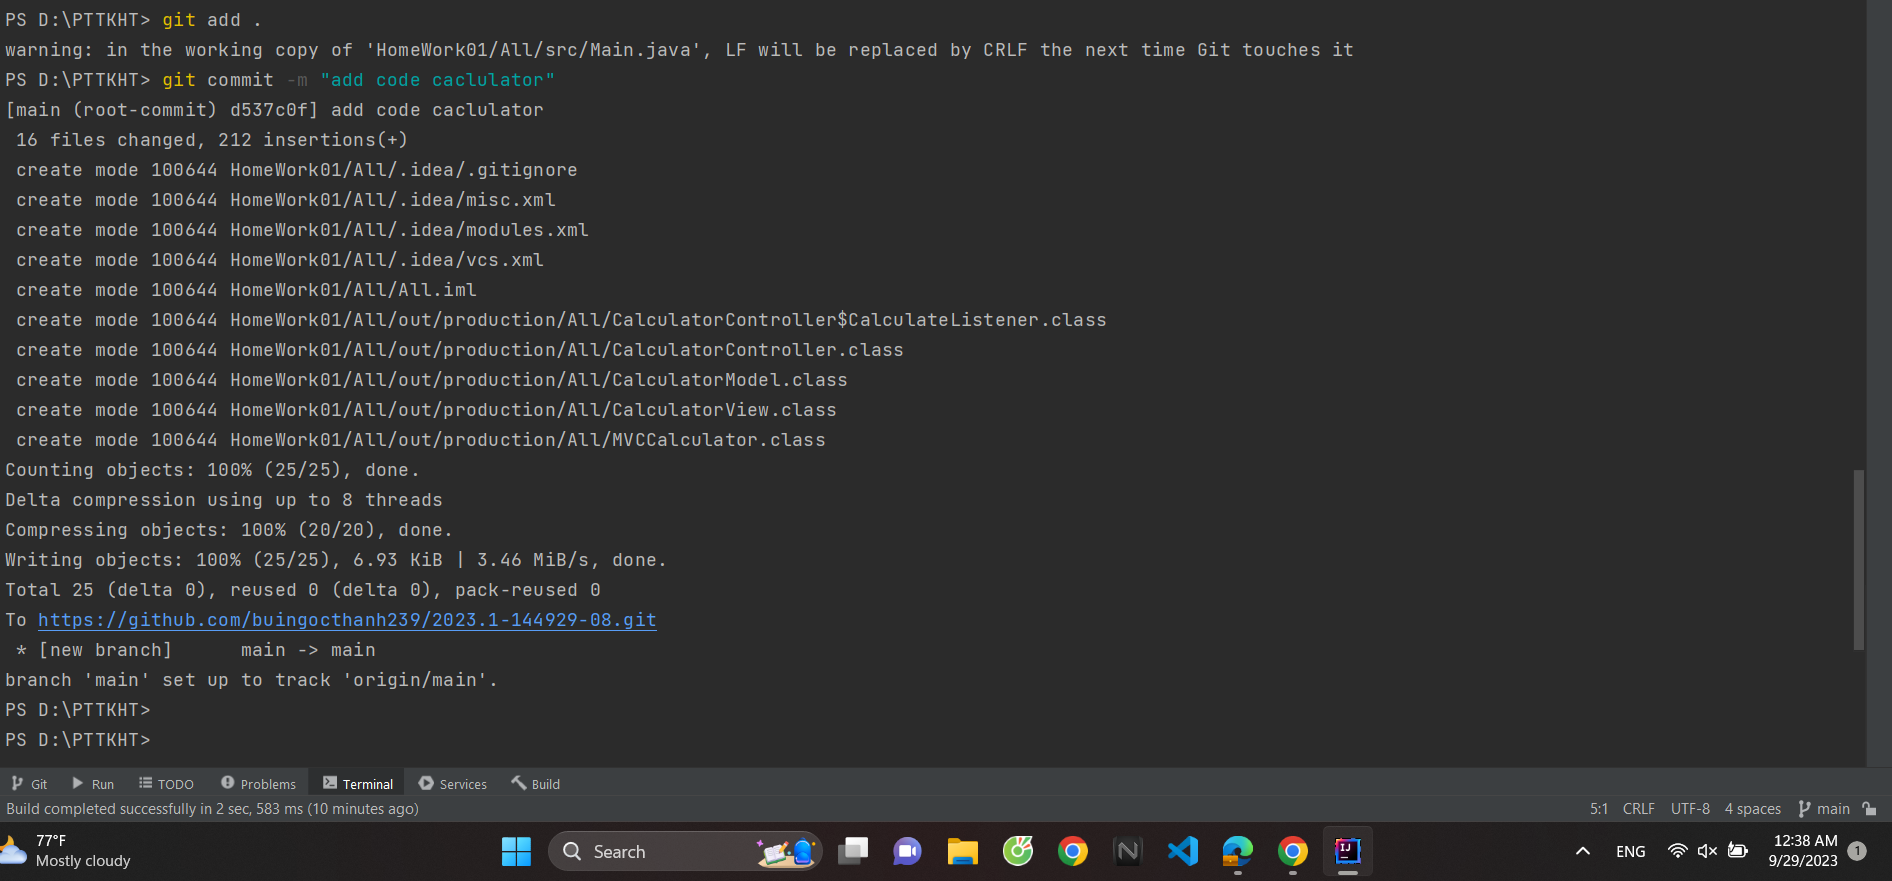 PS D:\PTTKHT> git add .
warning: in the working copy of 'HomeWork01/All/src/Main.java', LF will be replaced by CRLF the next time Git touches it
PS D:\PTTKHT> git commit -m "add code caclulator"
[main (root-commit) d537c0f] add code caclulator
 16 files changed, 212 insertions(+)
 create mode 100644 HomeWork01/All/.idea/.gitignore
 create mode 100644 HomeWork01/All/.idea/misc.xml
 create mode 100644 HomeWork01/All/.idea/modules.xml
 create mode 100644 HomeWork01/All/.idea/vcs.xml
 create mode 100644 HomeWork01/All/All.iml
 create mode 100644 HomeWork01/All/out/production/All/CalculatorController$CalculateListener.class
 create mode 100644 HomeWork01/All/out/production/All/CalculatorController.class
 create mode 100644 HomeWork01/All/out/production/All/CalculatorModel.class
 create mode 100644 HomeWork01/All/out/production/All/CalculatorView.class
 create mode 100644 HomeWork01/All/out/production/All/MVCCalculator.class
Counting objects: 100% (25/25), done.
Delta compression using up to 8 threads
Compressing objects: 100% (20/20), done.
Writing objects: 100% (25/25), 6.93 KiB | 3.46 MiB/s, done.
Total 25 (delta 0), reused 0 (delta 0), pack-reused 0
To https://github.com/buingocthanh239/2023.1-144929-08.git
 * [new branch]      main -> main
branch 'main' set up to track 'origin/main'.
PS D:\PTTKHT>
PS D:\PTTKHT>
Git Run TODO Problems Terminal Services Build
Build completed successfully in 2 sec, 583 ms (10 minutes ago) 5:1 CRLF UTF-8 4 spaces main
77°F
Mostly cloudy
Search
IJ
ENG
12:38 AM
9/29/2023
1